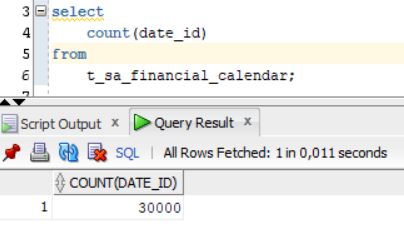 3 select
4 count(date_id)
5 from
6 t_sa_financial_calendar;
7
Script Output x Query Result x
SQL | All Rows Fetched: 1 in 0,011 seconds
COUNT(DATE_ID)
1 30000